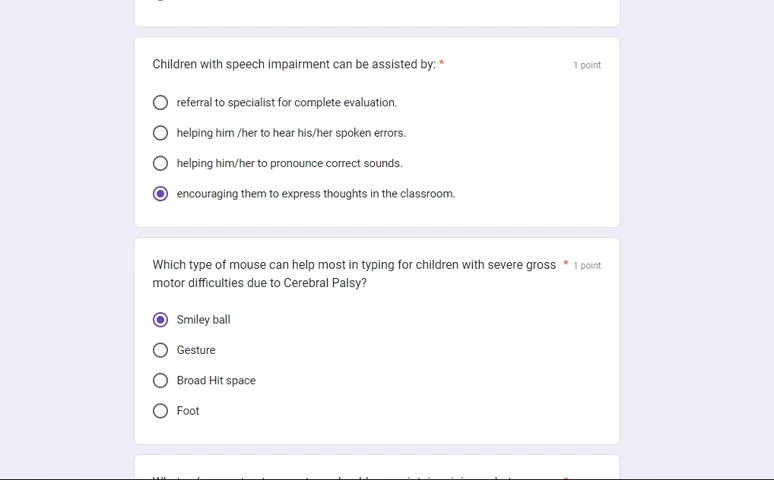 Children with speech impairment can be assisted by: * 1 point
referral to specialist for complete evaluation.
helping him /her to hear his/her spoken errors.
helping him/her to pronounce correct sounds.
encouraging them to express thoughts in the classroom.
Which type of mouse can help most in typing for children with severe gross * 1 point
motor difficulties due to Cerebral Palsy?
Smiley ball
Gesture
Broad Hit space
Foot